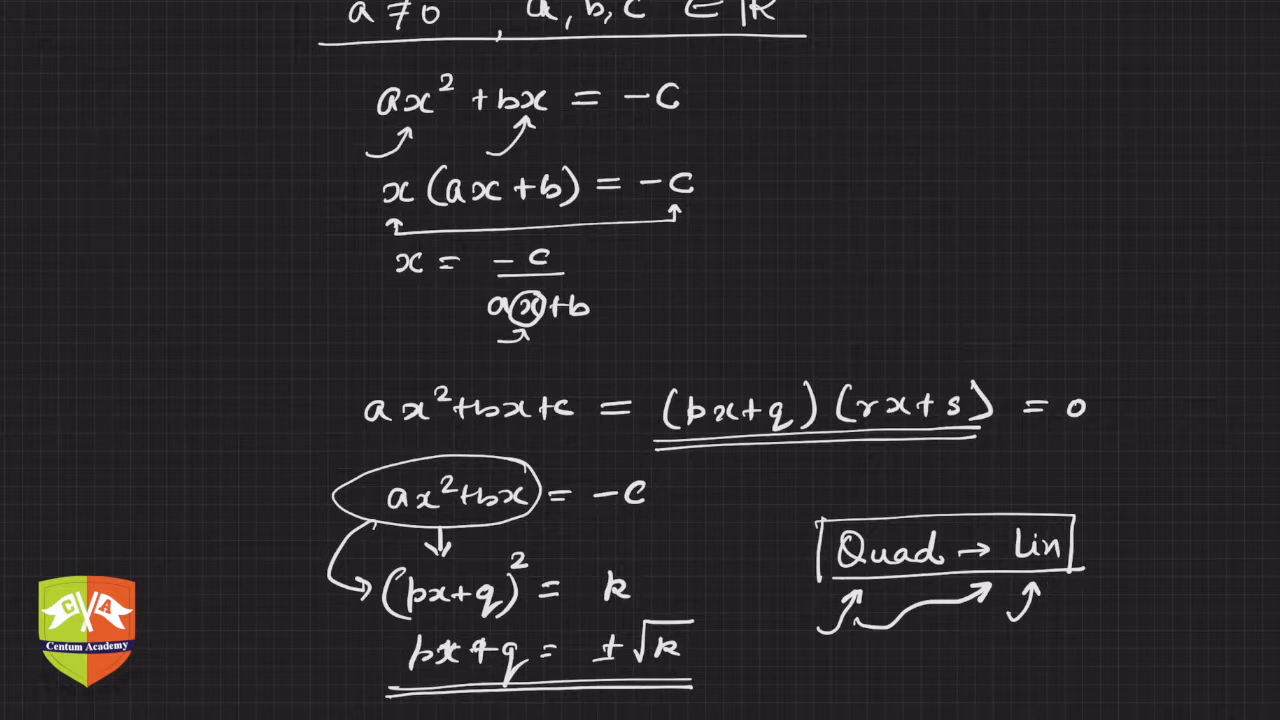 a ≠ 0 , a, b, c ∈ ℝ
ax² + bx = -c
x (ax + b) = -c
x = -c / (ax + b)
ax² + bx + c = (px + q) (rx + s) = 0
ax² + bx = -c
(px + q)² = k
px + q = ± √k
Quad → Lin
C A
Centum Academy